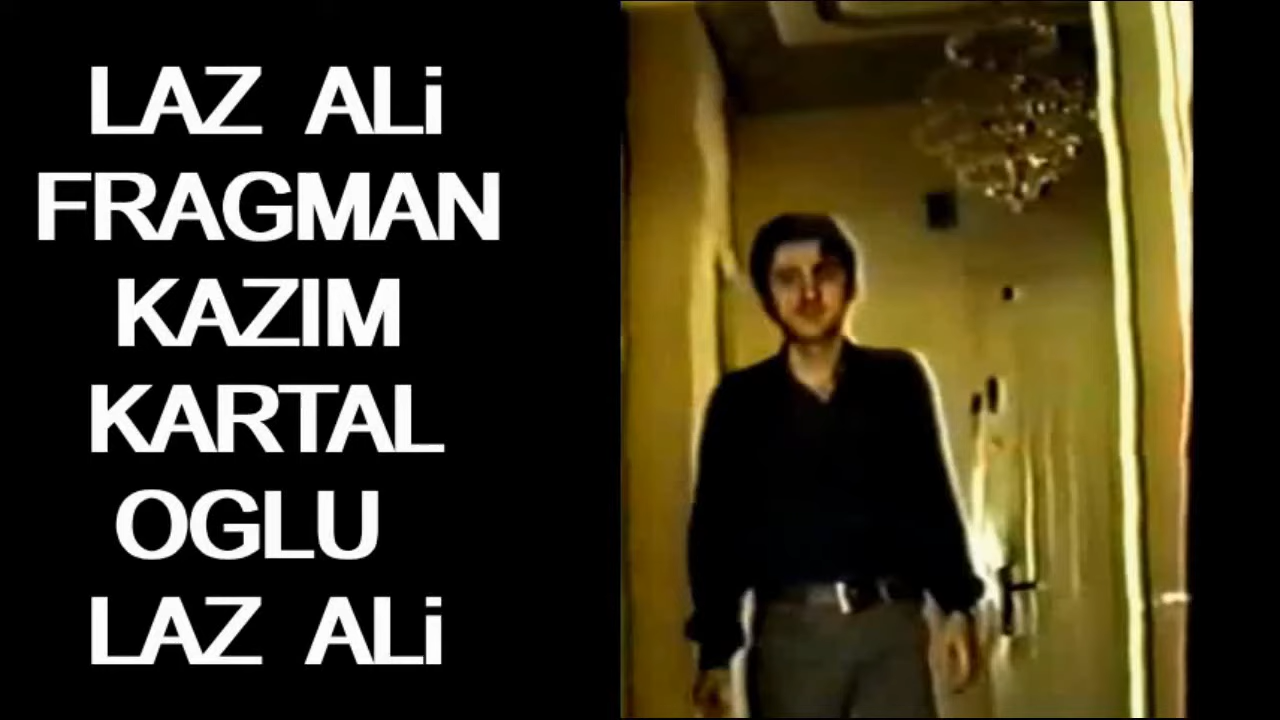 LAZ ALi
FRAGMAN
KAZIM
KARTAL
OGLU
LAZ ALi